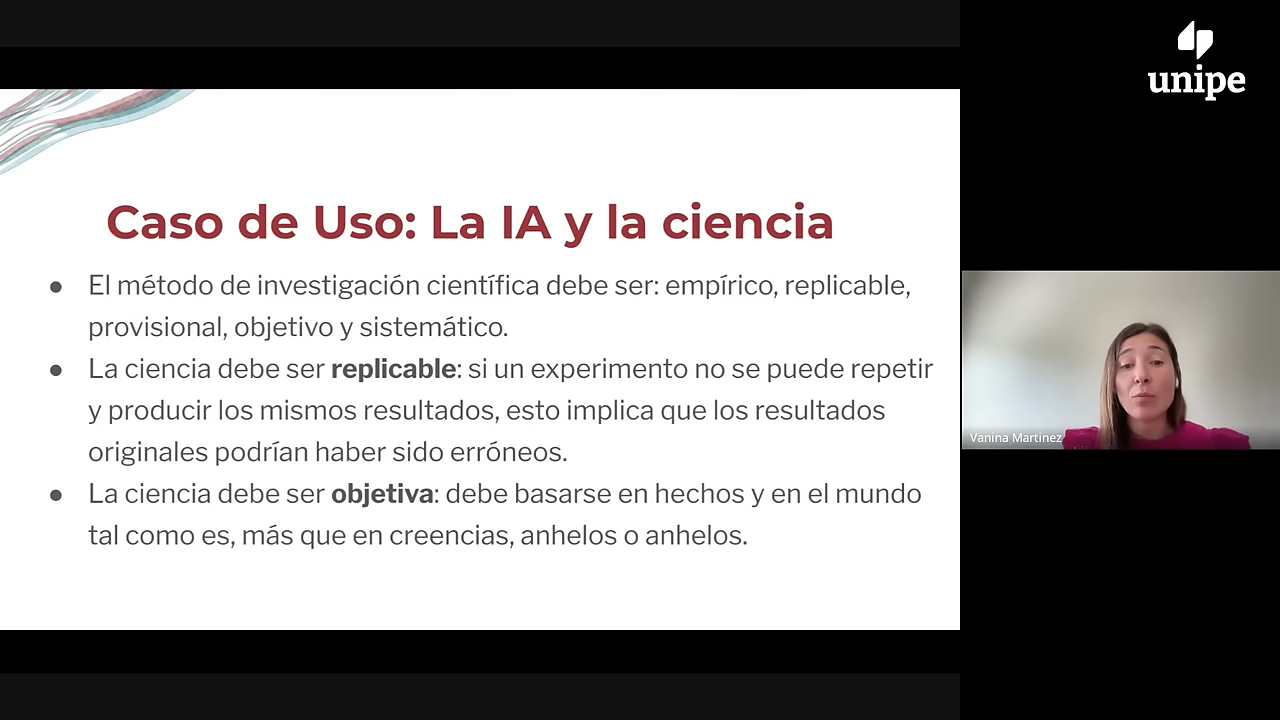 unipe
Caso de Uso: La IA y la ciencia
● El método de investigación científica debe ser: empírico, replicable,
provisional, objetivo y sistemático.
● La ciencia debe ser replicable: si un experimento no se puede repetir
y producir los mismos resultados, esto implica que los resultados
originales podrían haber sido erróneos.
● La ciencia debe ser objetiva: debe basarse en hechos y en el mundo
tal como es, más que en creencias, anhelos o anhelos.
Vanina Martinez